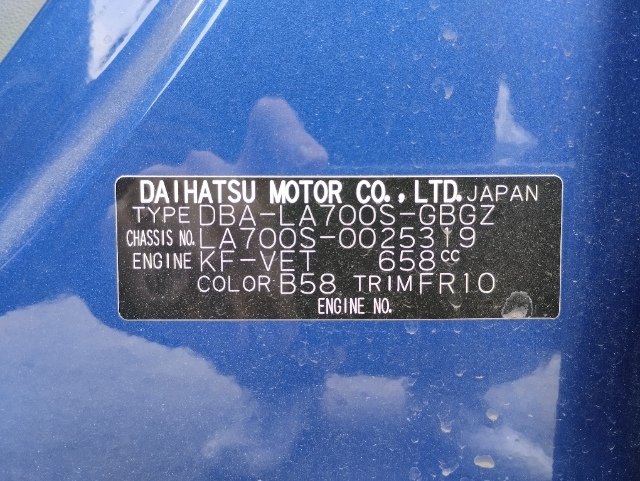 DAIHATSU MOTOR CO., LTD. JAPAN
TYPE DBA-LA700S-GBGZ
CHASSIS NO. LA700S-0025319
ENGINE KF-VET 658cc
COLOR B58 TRIM FR10
ENGINE NO.